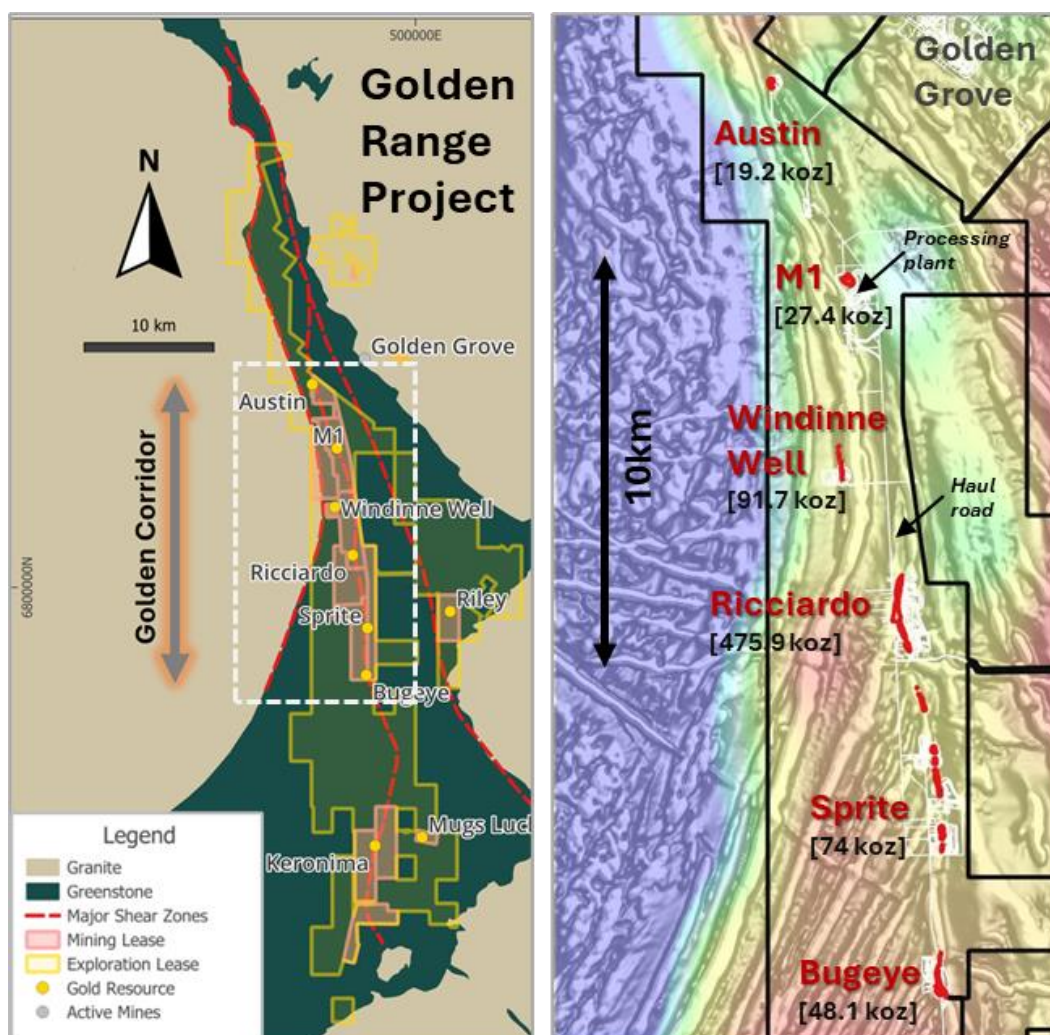 500000E
Golden
Range
Project
N
10 km
Golden Grove
Austin
M1
Windinne Well
Golden Corridor
6800000N
Ricciardo
Riley
Sprite
Bugeye
Mugs Luck
Keronima
Legend
Granite
Greenstone
Major Shear Zones
Mining Lease
Exploration Lease
Gold Resource
Active Mines
Golden
Grove
Austin
[19.2 koz]
Processing
plant
M1
[27.4 koz]
10km
Windinne
Well
[91.7 koz]
Haul
road
Ricciardo
[475.9 koz]
Sprite
[74 koz]
Bugeye
[48.1 koz]